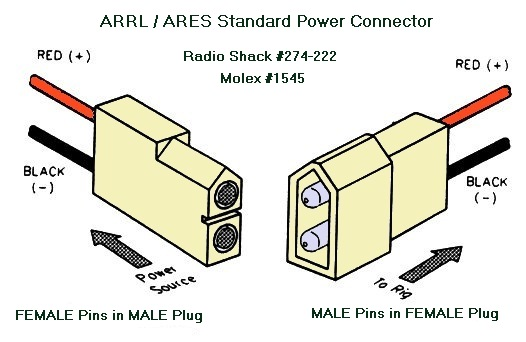 ARRL / ARES Standard Power Connector
Radio Shack #274-222
Molex #1545
RED (+)
RED (+)
BLACK
(-)
BLACK
(-)
Power
Source
To Rig
FEMALE Pins in MALE Plug
MALE Pins in FEMALE Plug